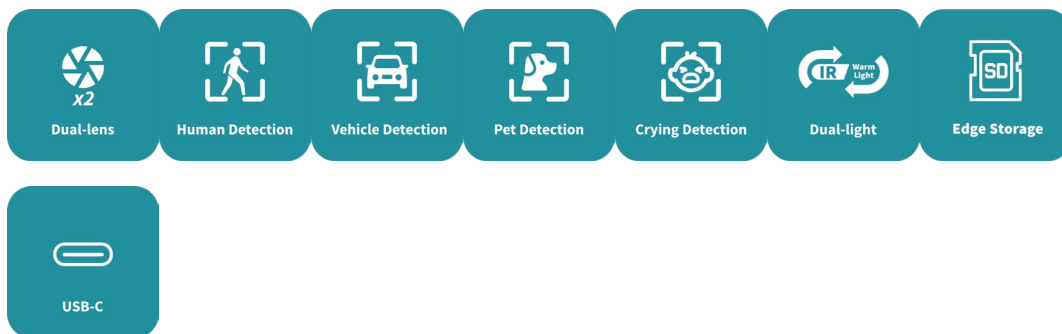 x2
Dual-lens
Human Detection
Vehicle Detection
Pet Detection
Crying Detection
IR
Warm
Light
Dual-light
SD
Edge Storage
USB-C